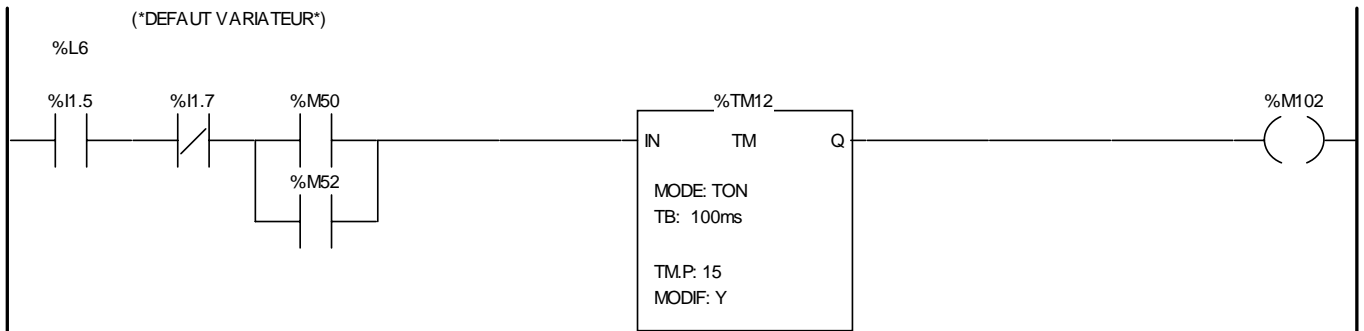 (*DEFAUT VARIATEUR*)
%L6
%I1.5 %I1.7 %M50 %TM12 %M102
IN TM Q
%M52
MODE: TON
TB: 100ms
TM.P: 15
MODIF: Y